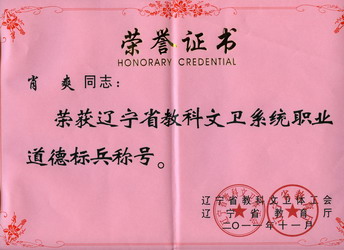 荣誉证书
HONORARY CREDENTIAL
肖爽同志：
荣获辽宁省教科文卫系统职业
道德标兵称号。
辽宁省教科文卫体工会
辽宁省教育厅
二〇一一年十一月